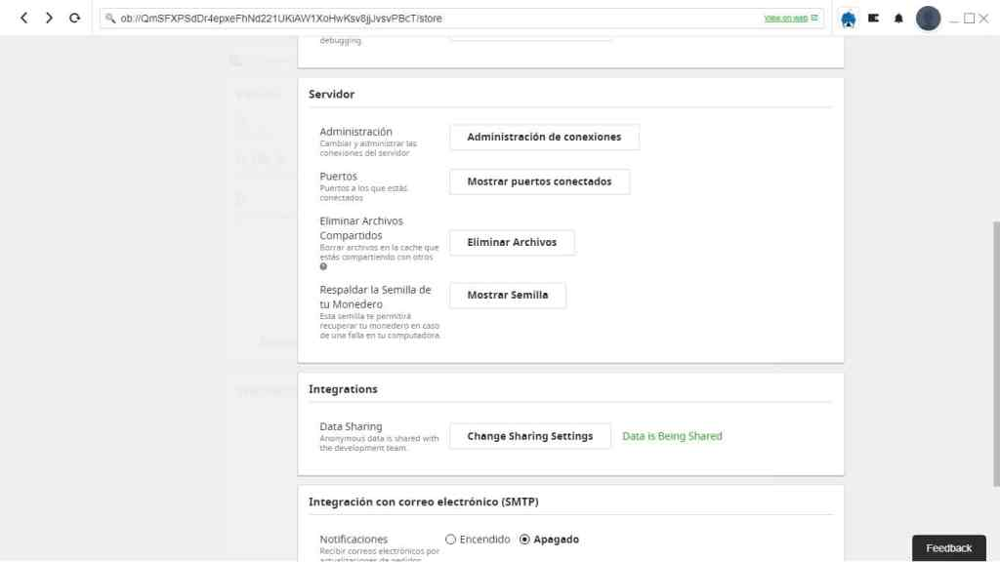 ob://QmSFXPSdDr4epxeFhNd221UKiAW1XoHwKsv8jjJvsvPBcT/store
View on web
debugging.
Servidor
Administración
Cambiar y administrar las
conexiones del servidor
Administración de conexiones
Puertos
Puertos a los que estás
conectados
Mostrar puertos conectados
Eliminar Archivos
Compartidos
Borrar archivos en la cache que
estás compartiendo con otros
Eliminar Archivos
Respaldar la Semilla de
tu Monedero
Esta semilla te permitirá
recuperar tu monedero en caso
de una falla en tu computadora.
Mostrar Semilla
Integrations
Data Sharing
Anonymous data is shared with
the development team.
Change Sharing Settings
Data is Being Shared
Integración con correo electrónico (SMTP)
Notificaciones
Recibir correos electrónicos por
actualizaciones de pedidos
Encendido
Apagado
Feedback